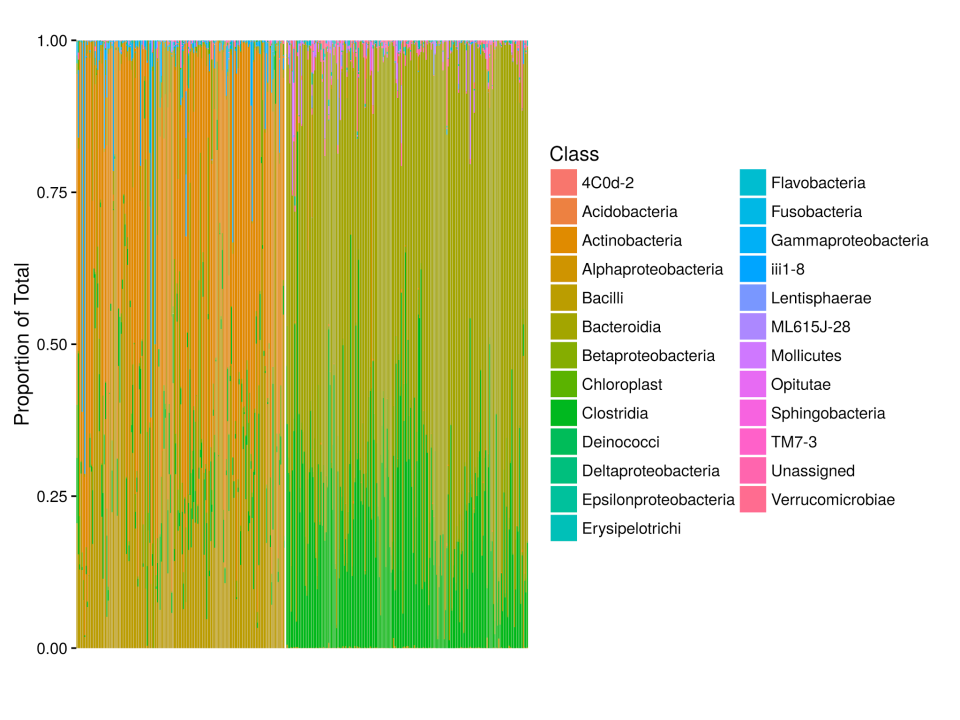 1.00
0.75
0.50
0.25
0.00
Proportion of Total
Class
4C0d-2
Acidobacteria
Actinobacteria
Alphaproteobacteria
Bacilli
Bacteroidia
Betaproteobacteria
Chloroplast
Clostridia
Deinococci
Deltaproteobacteria
Epsilonproteobacteria
Erysipelotrichi
Flavobacteria
Fusobacteria
Gammaproteobacteria
iii1-8
Lentisphaerae
ML615J-28
Mollicutes
Opitutae
Sphingobacteria
TM7-3
Unassigned
Verrucomicrobiae